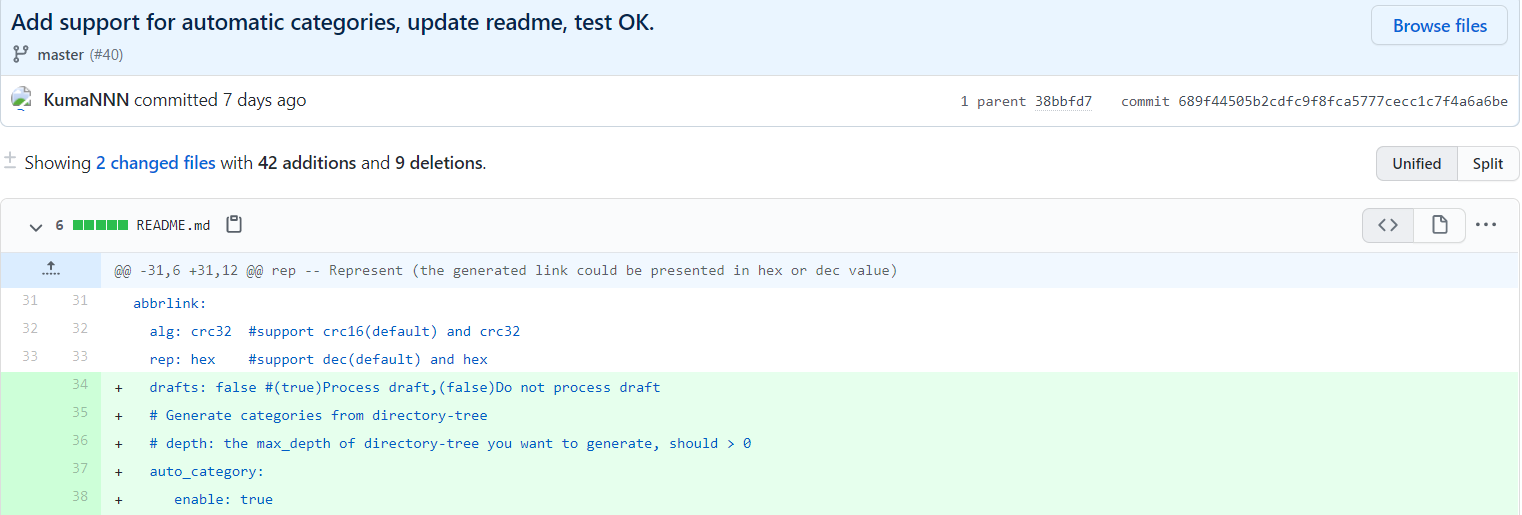 Add support for automatic categories, update readme, test OK.
Browse files
master (#40)
KumaNNN committed 7 days ago
1 parent 38bbfd7 commit 689f44505b2cdfc9f8fca5777cecc1c7f4a6a6be
Showing 2 changed files with 42 additions and 9 deletions.
Unified Split
6 README.md
@@ -31,6 +31,12 @@ rep -- Represent (the generated link could be presented in hex or dec value)
31 31 abbrlink:
32 32 alg: crc32  #support crc16(default) and crc32
33 33 rep: hex    #support dec(default) and hex
34 + drafts: false #(true)Process draft,(false)Do not process draft
35 + # Generate categories from directory-tree
36 + # depth: the max_depth of directory-tree you want to generate, should > 0
37 + auto_category:
38 + enable: true